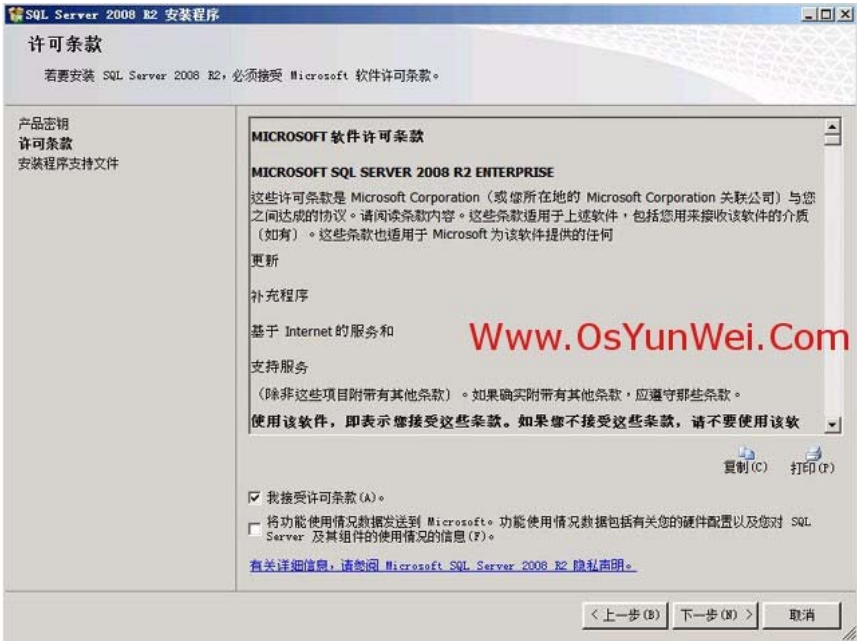 SQL Server 2008 R2 安装程序
许可条款
若要安装 SQL Server 2008 R2，必须接受 Microsoft 软件许可条款。
产品密钥
许可条款
安装程序支持文件
MICROSOFT 软件许可条款
MICROSOFT SQL SERVER 2008 R2 ENTERPRISE
这些许可条款是 Microsoft Corporation（或您所在地的 Microsoft Corporation 关联公司）与您
之间达成的协议。请阅读条款内容。这些条款适用于上述软件，包括您用来接收该软件的介质
（如有）。这些条款也适用于 Microsoft 为该软件提供的任何
更新
补充程序
基于 Internet 的服务和
Www.OsYunWei.Com
支持服务
（除非这些项目附带有其他条款）。如果确实附带有其他条款，应遵守那些条款。
使用该软件，即表示您接受这些条款。如果您不接受这些条款，请不要使用该软
复制(C)
打印(P)
我接受许可条款(A)。
将功能使用情况数据发送到 Microsoft。功能使用情况数据包括有关您的硬件配置以及您对 SQL
Server 及其组件的使用情况的信息(F)。
有关详细信息，请参阅 Microsoft SQL Server 2008 R2 隐私声明。
< 上一步(B)
下一步(N) >
取消